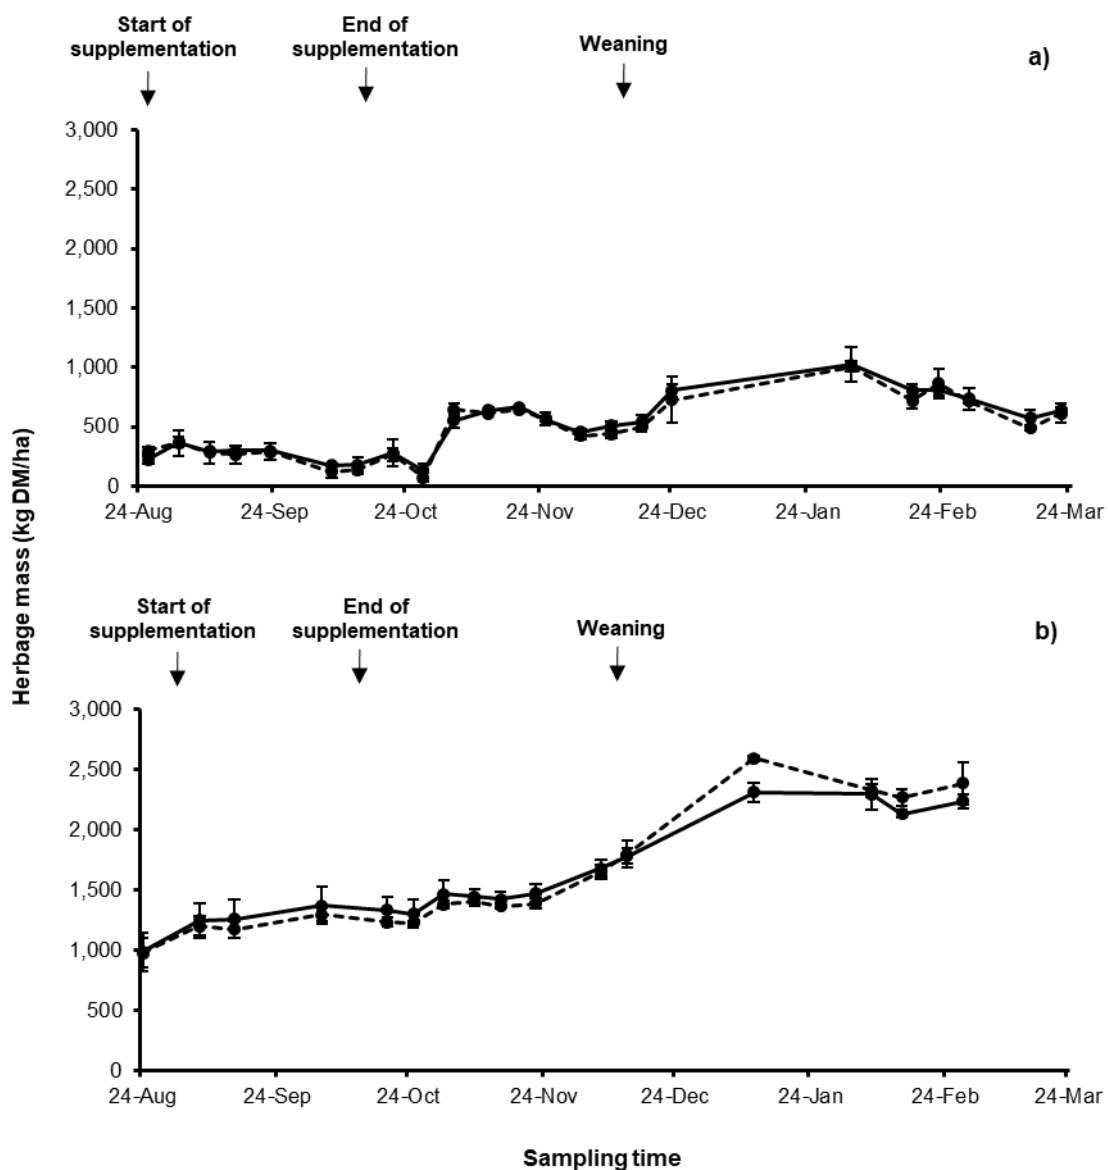 Start of
supplementation
End of
supplementation
Weaning
a)
3,000
2,500
2,000
1,500
1,000
500
0
24-Aug
24-Sep
24-Oct
24-Nov
24-Dec
24-Jan
24-Feb
24-Mar
Herbage mass (kg DM/ha)
Start of
supplementation
End of
supplementation
Weaning
b)
3,000
2,500
2,000
1,500
1,000
500
0
24-Aug
24-Sep
24-Oct
24-Nov
24-Dec
24-Jan
24-Feb
24-Mar
Sampling time